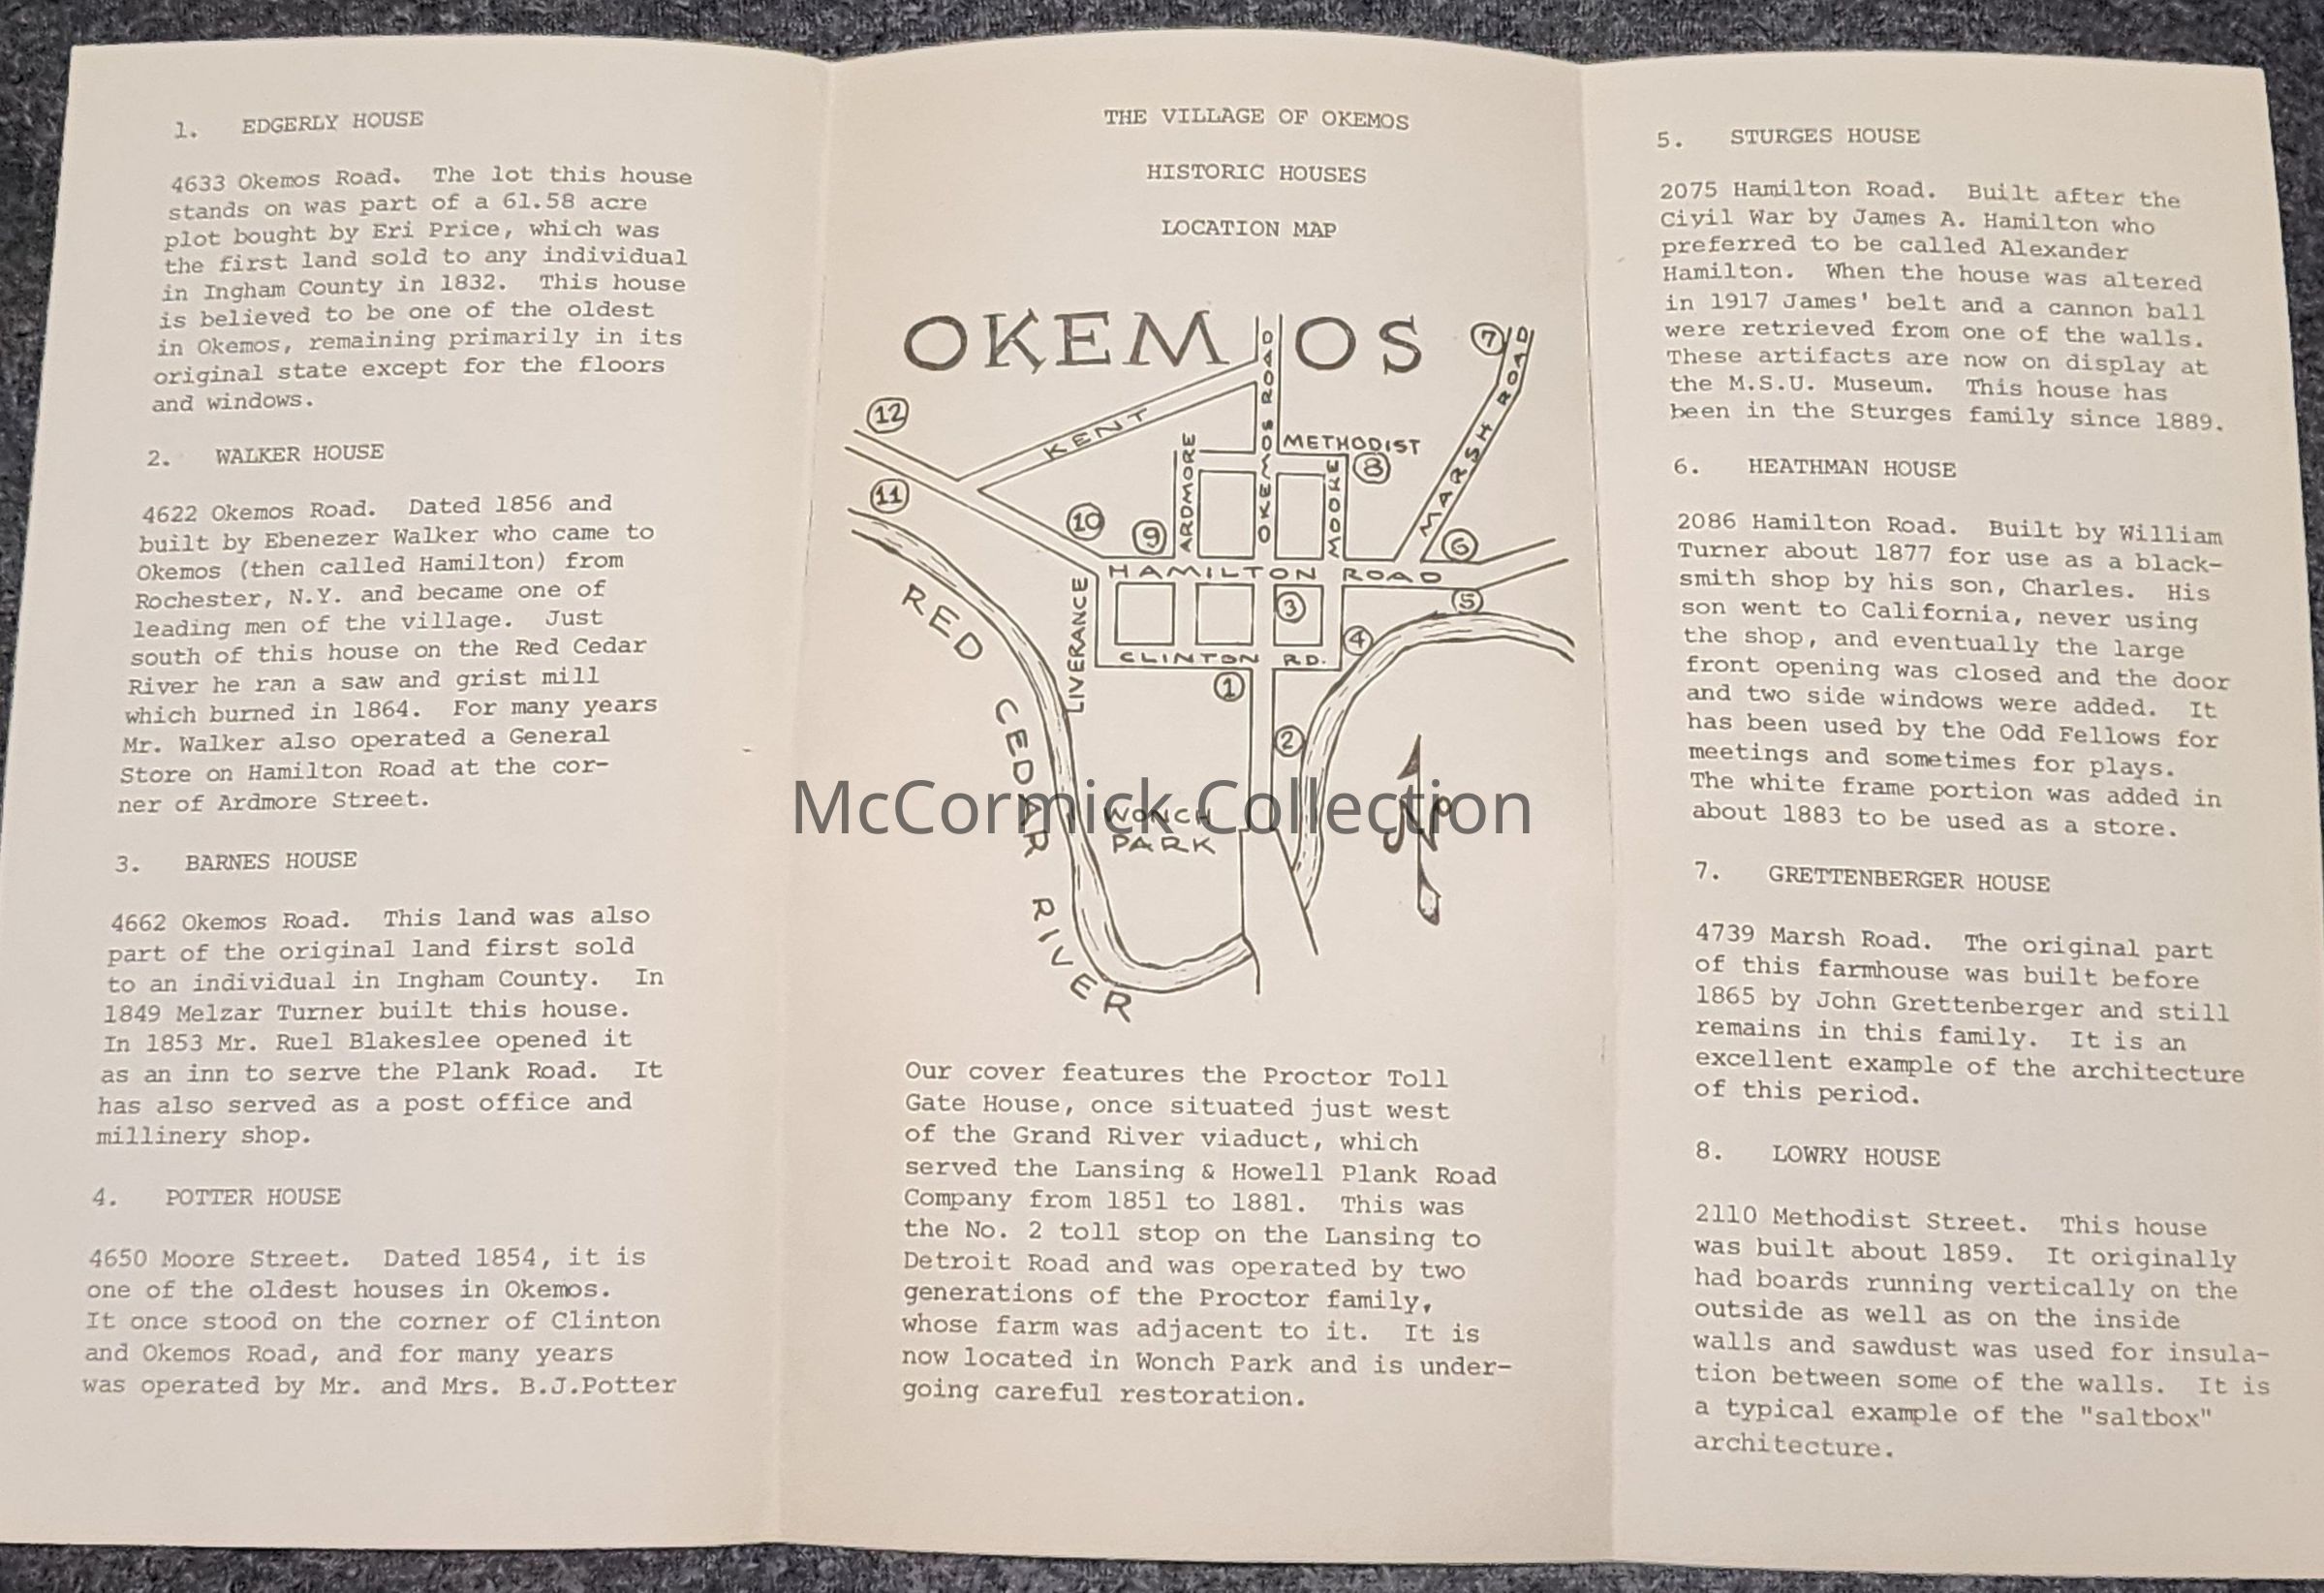 1. EDGERLY HOUSE
4633 Okemos Road. The lot this house
stands on was part of a 61.58 acre
plot bought by Eri Price, which was
the first land sold to any individual
in Ingham County in 1832. This house
is believed to be one of the oldest
in Okemos, remaining primarily in its
original state except for the floors
and windows.
2. WALKER HOUSE
4622 Okemos Road. Dated 1856 and
built by Ebenezer Walker who came to
Okemos (then called Hamilton) from
Rochester, N.Y. and became one of
leading men of the village. Just
south of this house on the Red Cedar
River he ran a saw and grist mill
which burned in 1864. For many years
Mr. Walker also operated a General
Store on Hamilton Road at the cor-
ner of Ardmore Street.
3. BARNES HOUSE
4662 Okemos Road. This land was also
part of the original land first sold
to an individual in Ingham County. In
1849 Melzar Turner built this house.
In 1853 Mr. Ruel Blakeslee opened it
as an inn to serve the Plank Road. It
has also served as a post office and
millinery shop.
4. POTTER HOUSE
4650 Moore Street. Dated 1854, it is
one of the oldest houses in Okemos.
It once stood on the corner of Clinton
and Okemos Road, and for many years
was operated by Mr. and Mrs. B.J.Potter
THE VILLAGE OF OKEMOS
HISTORIC HOUSES
LOCATION MAP
OKEMOS
7
MARSH ROAD
12
KENT
OKEMOS ROAD
METHODIST
8
ARDMORE
MOORE
11
10
9
6
HAMILTON ROAD
5
3
4
LIVERANCE
CLINTON RD.
1
2
RED CEDAR RIVER
WONCH
PARK
N
McCormick Collection
Our cover features the Proctor Toll
Gate House, once situated just west
of the Grand River viaduct, which
served the Lansing & Howell Plank Road
Company from 1851 to 1881. This was
the No. 2 toll stop on the Lansing to
Detroit Road and was operated by two
generations of the Proctor family,
whose farm was adjacent to it. It is
now located in Wonch Park and is under-
going careful restoration.
5. STURGES HOUSE
2075 Hamilton Road. Built after the
Civil War by James A. Hamilton who
preferred to be called Alexander
Hamilton. When the house was altered
in 1917 James' belt and a cannon ball
were retrieved from one of the walls.
These artifacts are now on display at
the M.S.U. Museum. This house has
been in the Sturges family since 1889.
6. HEATHMAN HOUSE
2086 Hamilton Road. Built by William
Turner about 1877 for use as a black-
smith shop by his son, Charles. His
son went to California, never using
the shop, and eventually the large
front opening was closed and the door
and two side windows were added. It
has been used by the Odd Fellows for
meetings and sometimes for plays.
The white frame portion was added in
about 1883 to be used as a store.
7. GRETTENBERGER HOUSE
4739 Marsh Road. The original part
of this farmhouse was built before
1865 by John Grettenberger and still
remains in this family. It is an
excellent example of the architecture
of this period.
8. LOWRY HOUSE
2110 Methodist Street. This house
was built about 1859. It originally
had boards running vertically on the
outside as well as on the inside
walls and sawdust was used for insula-
tion between some of the walls. It is
a typical example of the "saltbox"
architecture.